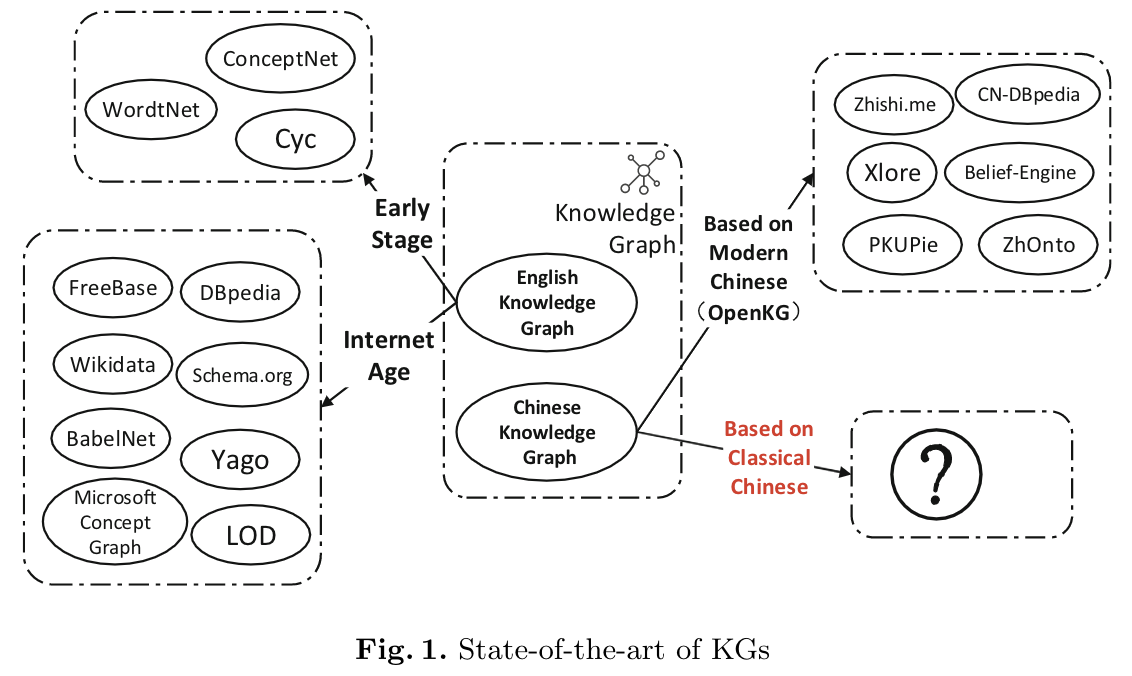 ConceptNet
WordtNet
Cyc
Early
Stage
FreeBase
DBpedia
Wikidata
Schema.org
BabelNet
Yago
Microsoft
Concept
Graph
LOD
Internet
Age
Knowledge
Graph
English
Knowledge
Graph
Chinese
Knowledge
Graph
Based on
Modern
Chinese
（OpenKG）
Zhishi.me
CN-DBpedia
Xlore
Belief-Engine
PKUPie
ZhOnto
Based on
Classical
Chinese
?
Fig. 1. State-of-the-art of KGs